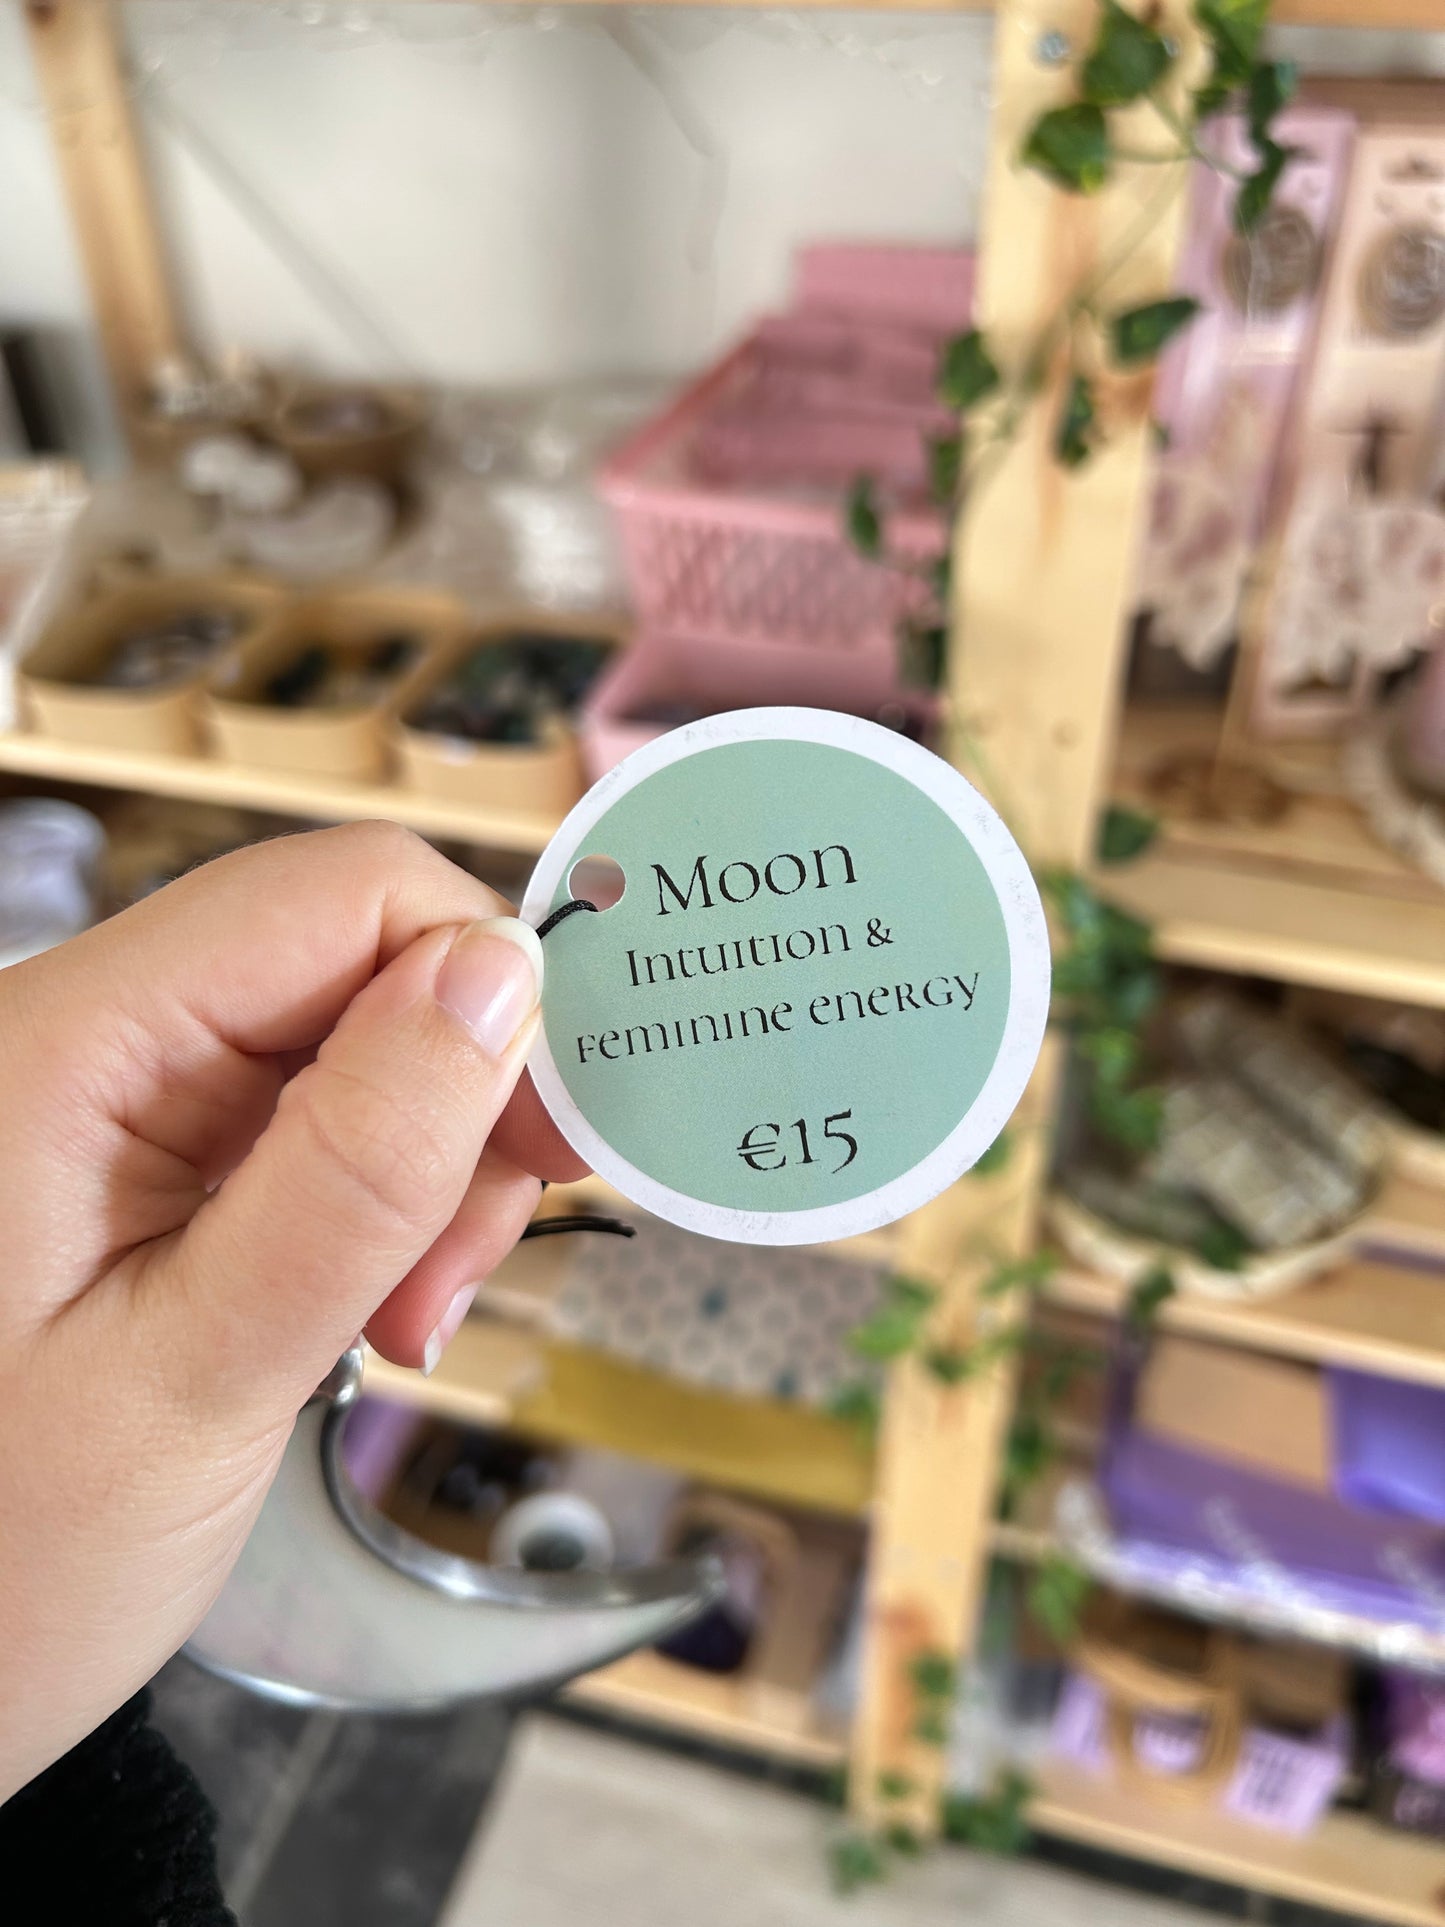 Moon
Intuition &
Feminine energy
€15